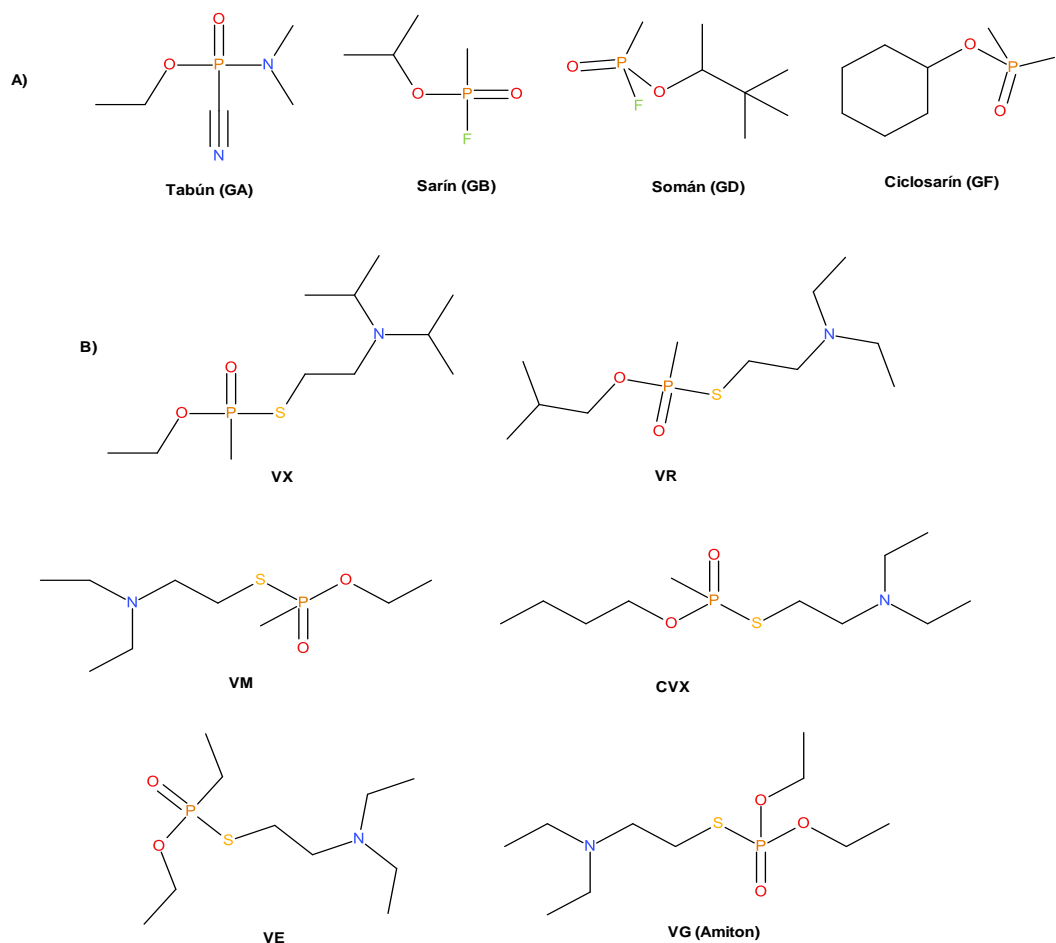 A)
Tabún (GA)
Sarín (GB)
Somán (GD)
Ciclosarín (GF)
B)
VX
VR
VM
CVX
VE
VG (Amiton)